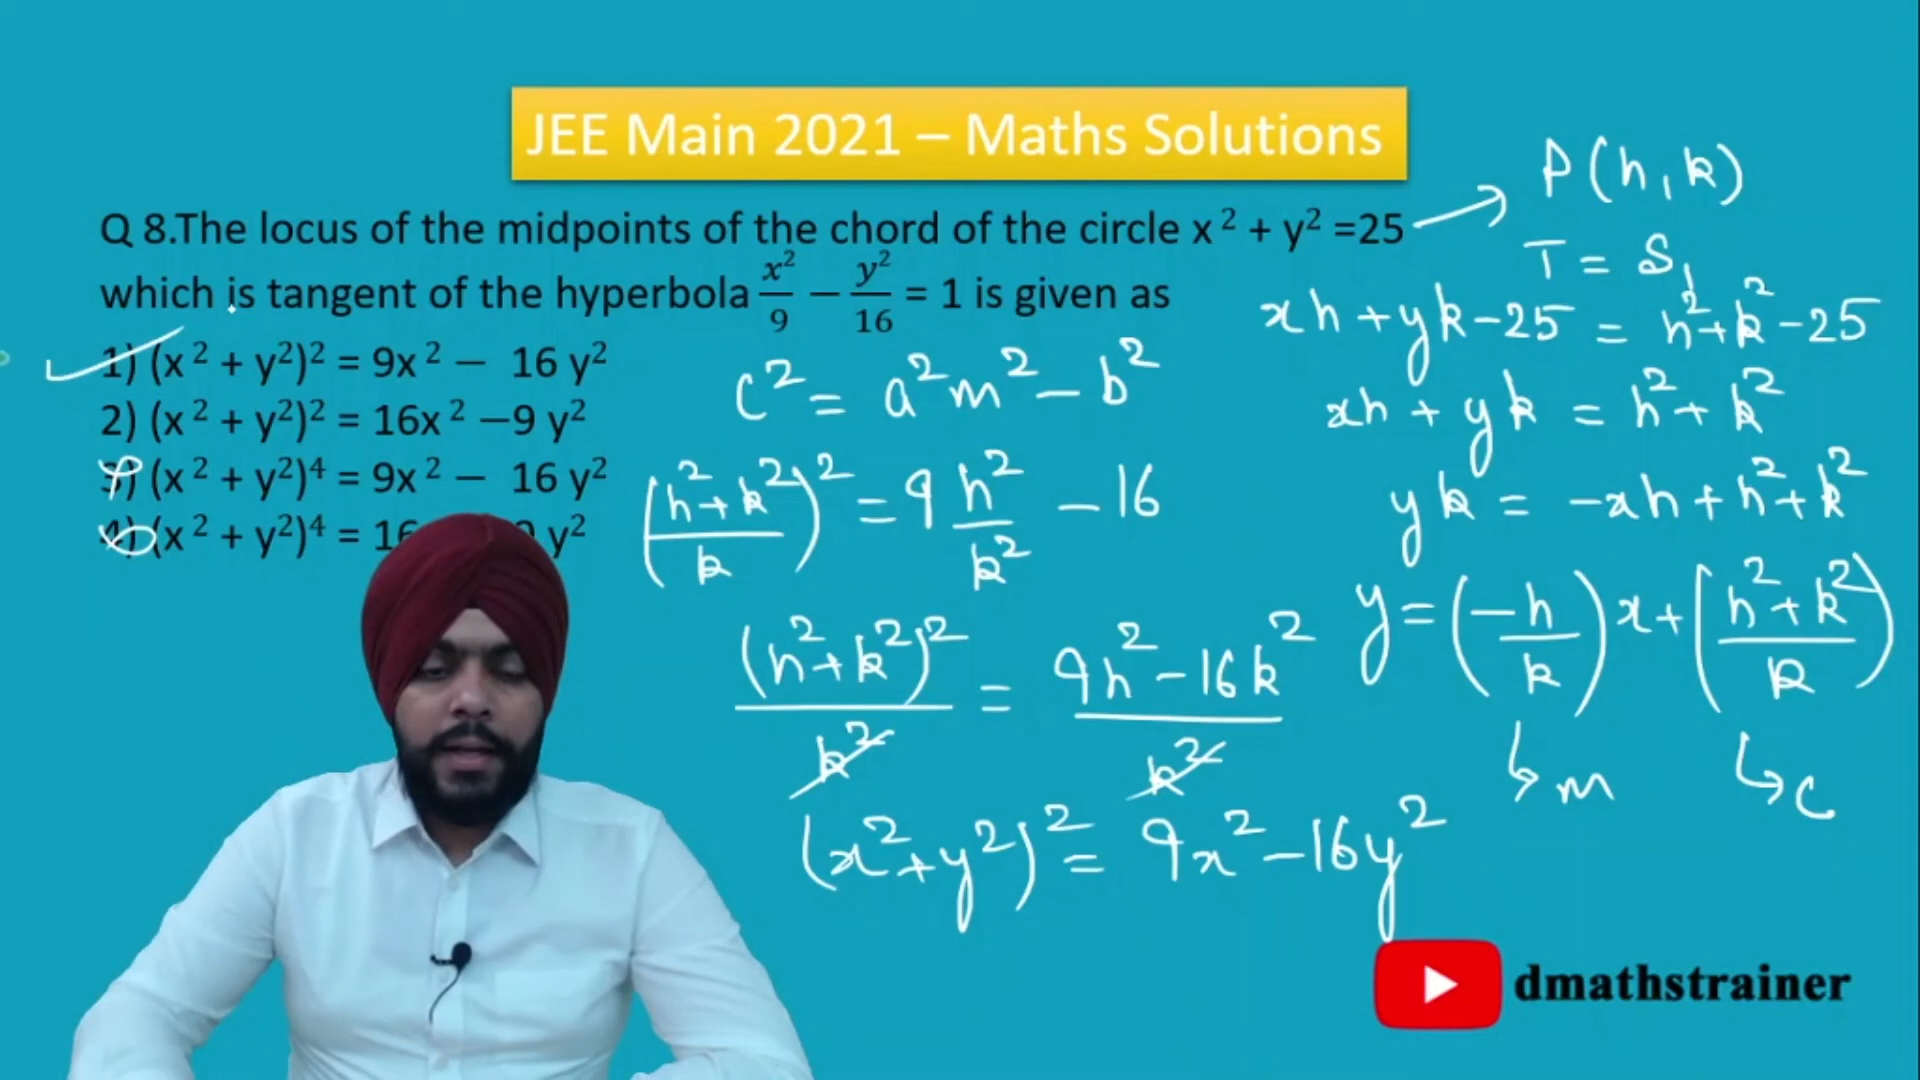 JEE Main 2021 – Maths Solutions
Q 8.The locus of the midpoints of the chord of the circle x² + y² =25
which is tangent of the hyperbola x²/9 − y²/16 = 1 is given as
1) (x² + y²)² = 9x² − 16 y²
2) (x² + y²)² = 16x² −9 y²
3) (x² + y²)⁴ = 9x² − 16 y²
4) (x² + y²)⁴ = 16 y²
P(h,k)
T = S₁
xh+yk-25 = h²+k²-25
xh + yk = h²+k²
yk = -xh+h²+k²
y=(-h/k)x+(h²+k²/k)
m
c
c² = a²m² - b²
(h²+k²/k)² = 9 h²/k² - 16
(h²+k²)²/k² = 9h²-16k²/k²
(x²+y²)² = 9x²-16y²
dmathstrainer